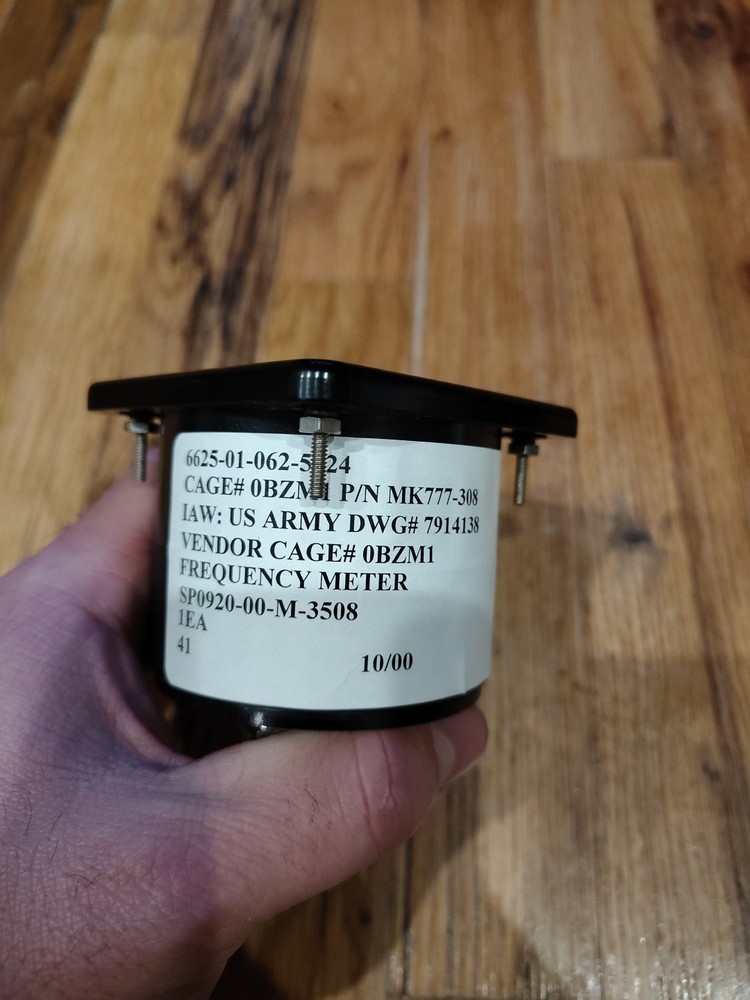 6625-01-062-5 24
CAGE# 0BZM1 P/N MK777-308
IAW: US ARMY DWG# 7914138
VENDOR CAGE# 0BZM1
FREQUENCY METER
SP0920-00-M-3508
1EA
41
10/00